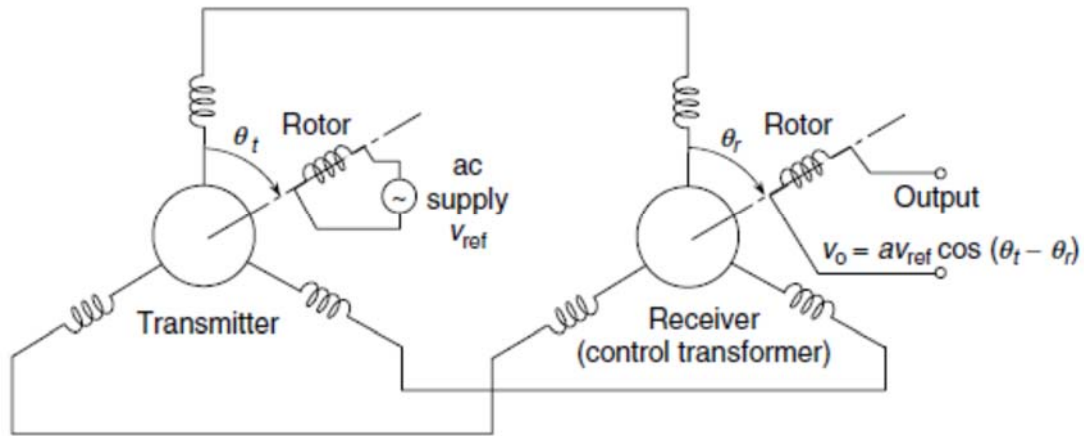 θt
Rotor
ac
supply
vref
Transmitter
θr
Rotor
Output
vo = avref cos (θt − θr)
Receiver
(control transformer)